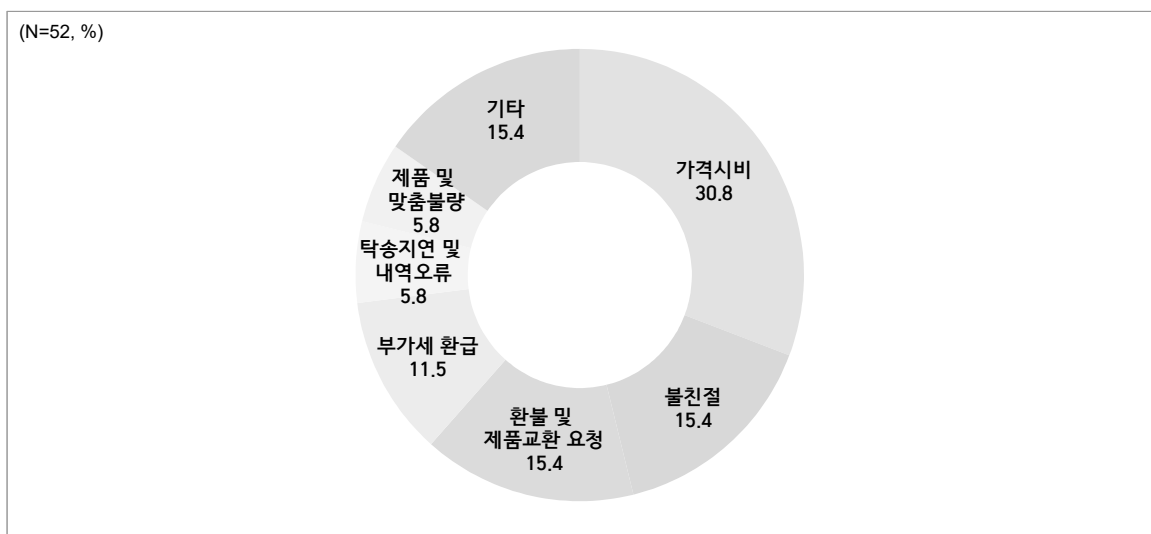 (N=52, %)
가격시비
30.8
불친절
15.4
환불 및
제품교환 요청
15.4
부가세 환급
11.5
탁송지연 및
내역오류
5.8
제품 및
맞춤불량
5.8
기타
15.4